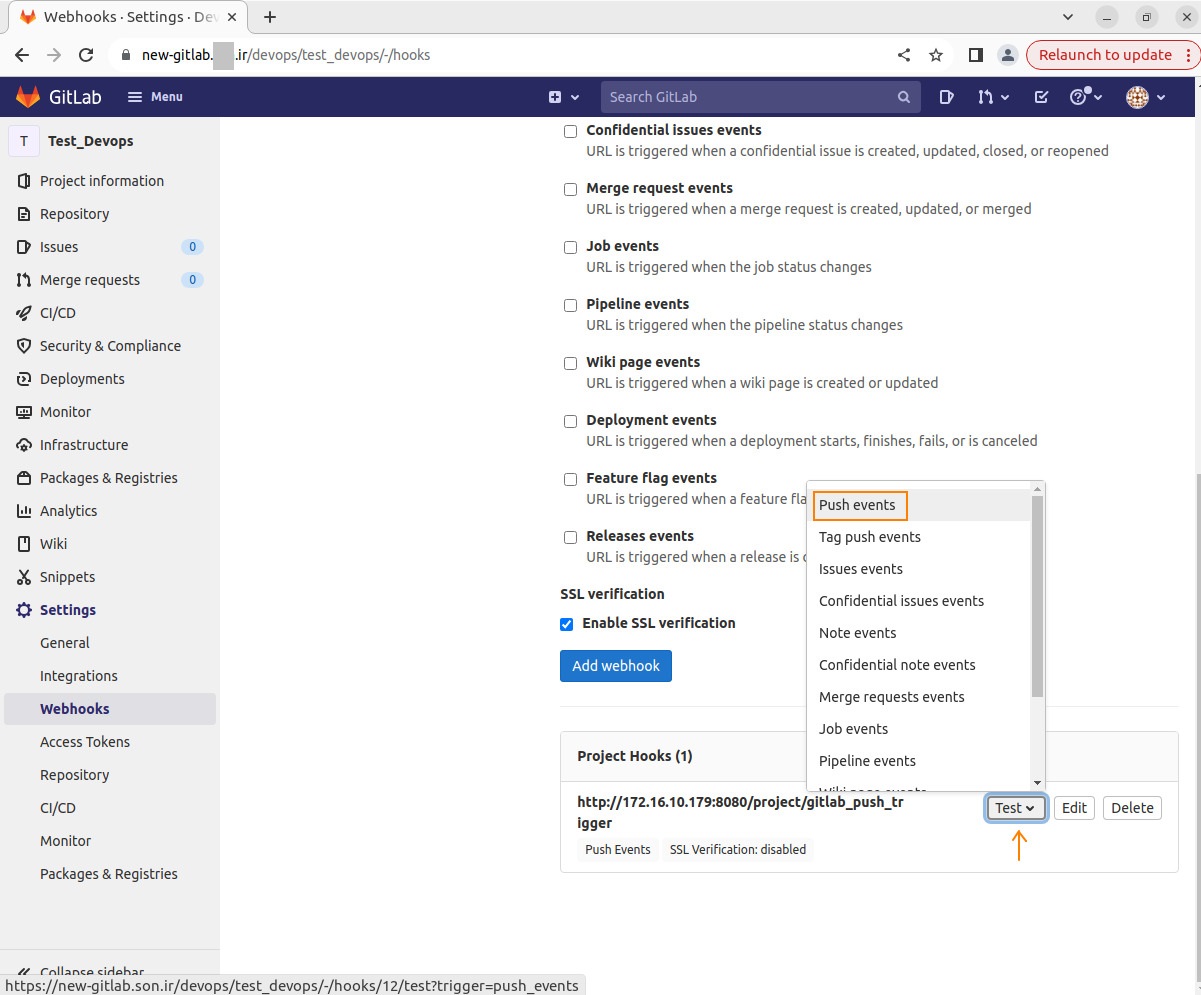 Webhooks · Settings · Dev
new-gitlab. .ir/devops/test_devops/-/hooks
Relaunch to update
GitLab
Menu
Search GitLab
T
Test_Devops
Project information
Repository
Issues 0
Merge requests 0
CI/CD
Security & Compliance
Deployments
Monitor
Infrastructure
Packages & Registries
Analytics
Wiki
Snippets
Settings
General
Integrations
Webhooks
Access Tokens
Repository
CI/CD
Monitor
Packages & Registries
Collapse sidebar
Confidential issues events
URL is triggered when a confidential issue is created, updated, closed, or reopened
Merge request events
URL is triggered when a merge request is created, updated, or merged
Job events
URL is triggered when the job status changes
Pipeline events
URL is triggered when the pipeline status changes
Wiki page events
URL is triggered when a wiki page is created or updated
Deployment events
URL is triggered when a deployment starts, finishes, fails, or is canceled
Feature flag events
URL is triggered when a feature fla
Releases events
URL is triggered when a release is
SSL verification
Enable SSL verification
Add webhook
Push events
Tag push events
Issues events
Confidential issues events
Note events
Confidential note events
Merge requests events
Job events
Pipeline events
Wiki page events
Project Hooks (1)
http://172.16.10.179:8080/project/gitlab_push_tr
igger
Push Events SSL Verification: disabled
Test Edit Delete
https://new-gitlab.son.ir/devops/test_devops/-/hooks/12/test?trigger=push_events